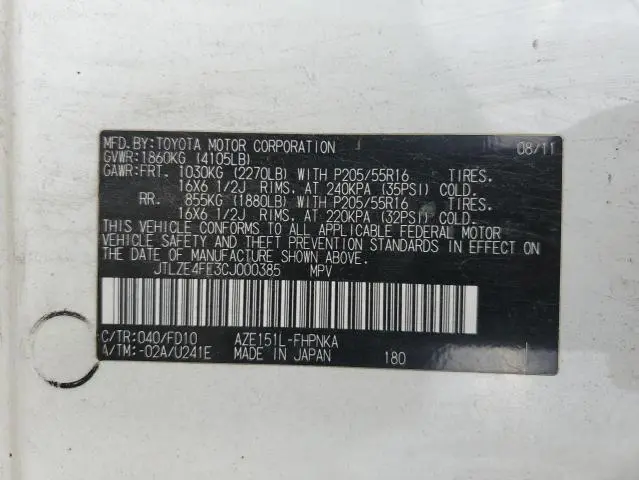 MFD.BY:TOYOTA MOTOR CORPORATION 08/11
GVWR:1860KG (4105LB)
GAWR:FRT. 1030KG (2270LB) WITH P205/55R16 TIRES.
16X6 1/2J RIMS. AT 240KPA (35PSI) COLD.
RR. 855KG (1880LB) WITH P205/55R16 TIRES.
16X6 1/2J RIMS. AT 220KPA (32PSI) COLD.
THIS VEHICLE CONFORMS TO ALL APPLICABLE FEDERAL MOTOR
VEHICLE SAFETY AND THEFT PREVENTION STANDARDS IN EFFECT ON
THE DATE OF MANUFACTURE SHOWN ABOVE.
JTLZE4FE3CJ000385 MPV
C/TR:040/FD10 AZE151L-FHPNKA
A/TM:-02A/U241E MADE IN JAPAN 180